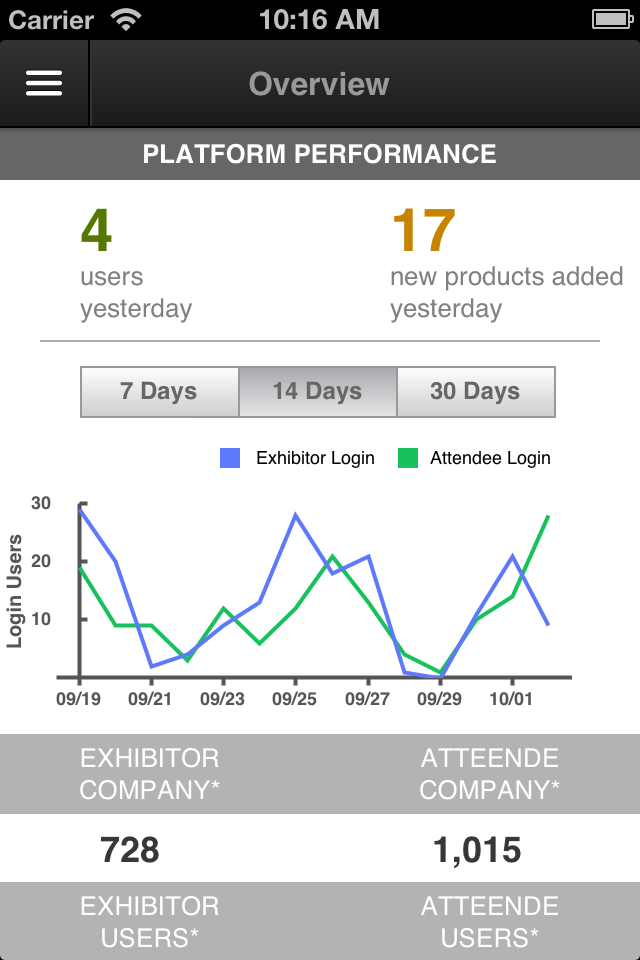 Carrier 10:16 AM
Overview
PLATFORM PERFORMANCE
4 17
users new products added
yesterday yesterday
7 Days 14 Days 30 Days
Exhibitor Login Attendee Login
Login Users
30
20
10
09/19 09/21 09/23 09/25 09/27 09/29 10/01
EXHIBITOR ATTEENDE
COMPANY* COMPANY*
728 1,015
EXHIBITOR ATTEENDE
USERS* USERS*